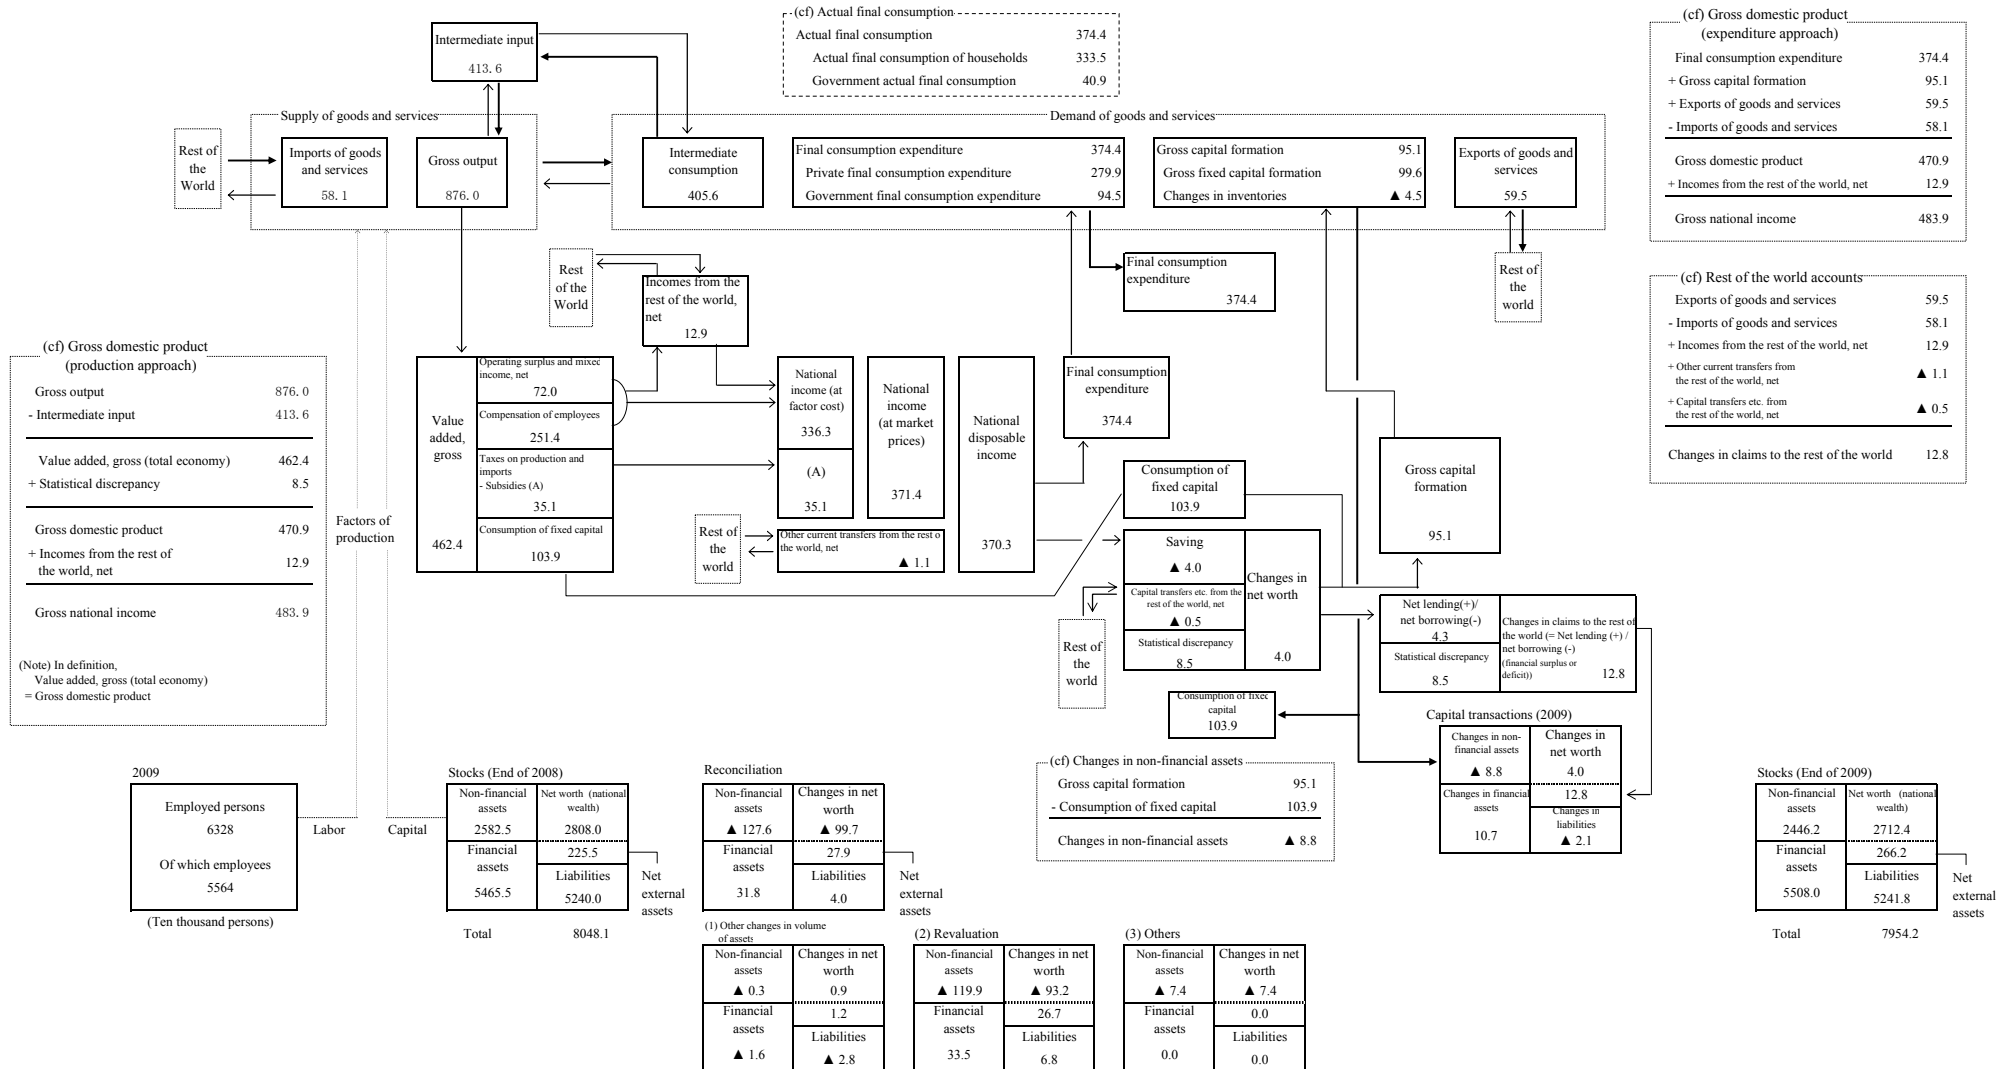 (cf) Actual final consumption
Actual final consumption 374.4
Actual final consumption of households 333.5
Government actual final consumption 40.9
(cf) Gross domestic product
(expenditure approach)
Final consumption expenditure 374.4
+ Gross capital formation 95.1
+ Exports of goods and services 59.5
- Imports of goods and services 58.1
Gross domestic product 470.9
+ Incomes from the rest of the world, net 12.9
Gross national income 483.9
Intermediate input
413.6
Supply of goods and services
Rest of
the
World
Imports of goods
and services
58.1
Gross output
876.0
Demand of goods and services
Intermediate
consumption
405.6
Final consumption expenditure 374.4
Private final consumption expenditure 279.9
Government final consumption expenditure 94.5
Gross capital formation 95.1
Gross fixed capital formation 99.6
Changes in inventories ▲ 4.5
Exports of goods and
services
59.5
Rest
of the
World
Incomes from the
rest of the world,
net
12.9
Final consumption
expenditure
374.4
Rest of
the
world
(cf) Rest of the world accounts
Exports of goods and services 59.5
- Imports of goods and services 58.1
+ Incomes from the rest of the world, net 12.9
+ Other current transfers from
the rest of the world, net ▲ 1.1
+ Capital transfers etc. from
the rest of the world, net ▲ 0.5
Changes in claims to the rest of the world 12.8
(cf) Gross domestic product
(production approach)
Gross output 876.0
- Intermediate input 413.6
Value added, gross (total economy) 462.4
+ Statistical discrepancy 8.5
Gross domestic product 470.9
+ Incomes from the rest of
the world, net 12.9
Gross national income 483.9
(Note) In definition,
Value added, gross (total economy)
= Gross domestic product
Factors of
production
Value
added,
gross
462.4
Operating surplus and mixed
income, net
72.0
Compensation of employees
251.4
Taxes on production and
imports
- Subsidies (A)
35.1
Consumption of fixed capital
103.9
National
income (at
factor cost)
336.3
(A)
35.1
National
income
(at market
prices)
371.4
Rest of
the
world
Other current transfers from the rest o
the world, net
▲ 1.1
National
disposable
income
370.3
Final consumption
expenditure
374.4
Consumption of
fixed capital
103.9
Saving
▲ 4.0
Capital transfers etc. from the
rest of the world, net
▲ 0.5
Statistical discrepancy
8.5
Changes in
net worth
4.0
Rest of
the
world
Gross capital
formation
95.1
Net lending(+)/
net borrowing(-)
4.3
Statistical discrepancy
8.5
Changes in claims to the rest of
the world (= Net lending (+) /
net borrowing (-)
(financial surplus or
deficit))
12.8
Consumption of fixed
capital
103.9
Capital transactions (2009)
Changes in non-
financial assets
▲ 8.8
Changes in
net worth
4.0
12.8
Changes in financial
assets
10.7
Changes in
liabilities
▲ 2.1
(cf) Changes in non-financial assets
Gross capital formation 95.1
- Consumption of fixed capital 103.9
Changes in non-financial assets ▲ 8.8
2009
Employed persons
6328
Of which employees
5564
(Ten thousand persons)
Labor
Capital
Stocks (End of 2008)
Non-financial
assets
2582.5
Net worth (national
wealth)
2808.0
225.5
Financial
assets
5465.5
Liabilities
5240.0
Net
external
assets
Total 8048.1
Reconciliation
Non-financial
assets
▲ 127.6
Changes in net
worth
▲ 99.7
27.9
Financial
assets
31.8
Liabilities
4.0
Net
external
assets
Stocks (End of 2009)
Non-financial
assets
2446.2
Net worth (national
wealth)
2712.4
266.2
Financial
assets
5508.0
Liabilities
5241.8
Net
external
assets
Total 7954.2
(1) Other changes in volume
of assets
Non-financial
assets
▲ 0.3
Changes in net
worth
0.9
1.2
Financial
assets
▲ 1.6
Liabilities
▲ 2.8
(2) Revaluation
Non-financial
assets
▲ 119.9
Changes in net
worth
▲ 93.2
26.7
Financial
assets
33.5
Liabilities
6.8
(3) Others
Non-financial
assets
▲ 7.4
Changes in net
worth
▲ 7.4
0.0
Financial
assets
0.0
Liabilities
0.0